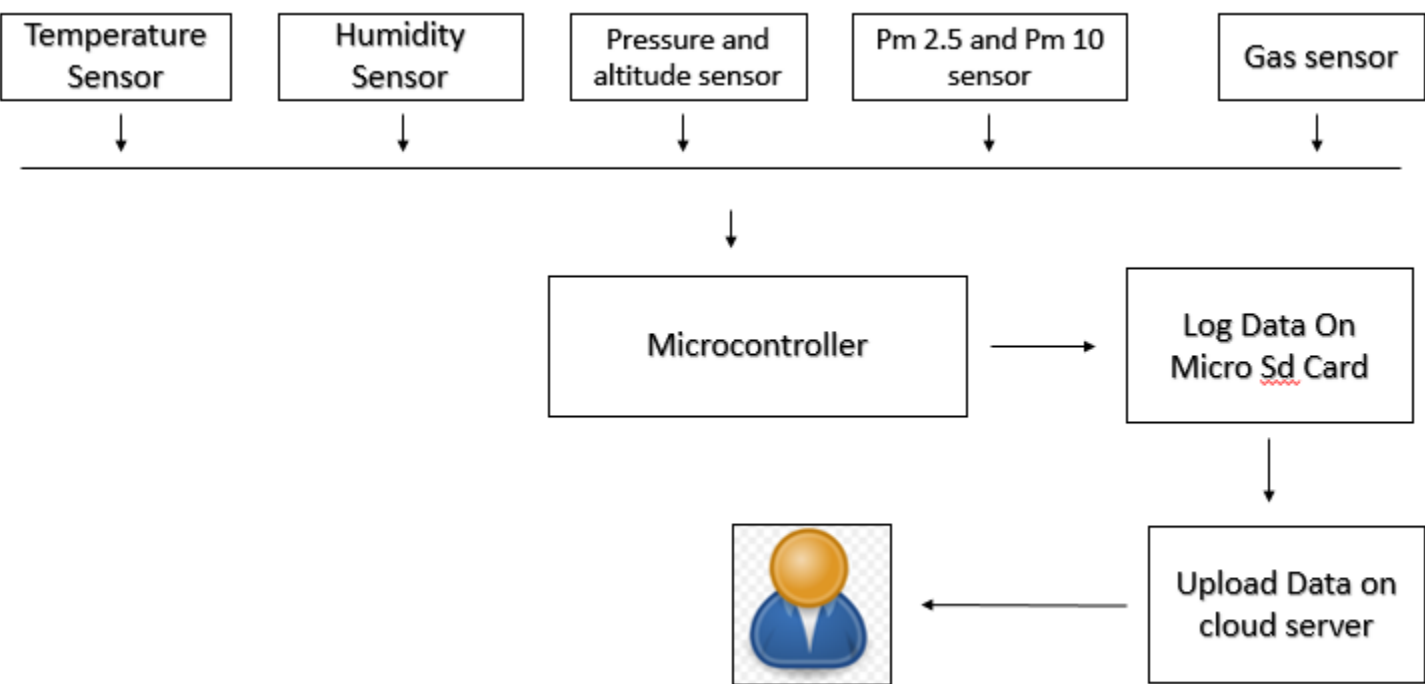 Temperature
Sensor
Humidity
Sensor
Pressure and
altitude sensor
Pm 2.5 and Pm 10
sensor
Gas sensor
Microcontroller
Log Data On
Micro Sd Card
Upload Data on
cloud server